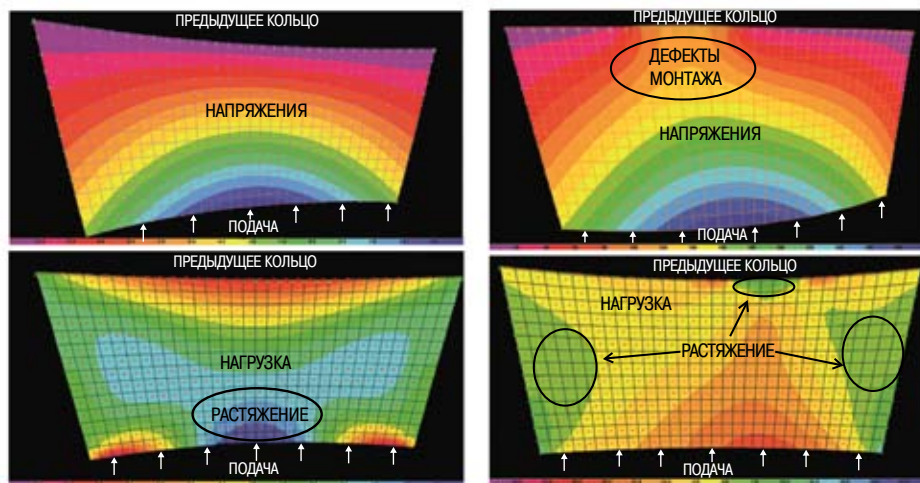 ПРЕДЫДУЩЕЕ КОЛЬЦО
НАПРЯЖЕНИЯ
ПОДАЧА
ПРЕДЫДУЩЕЕ КОЛЬЦО
ДЕФЕКТЫ
МОНТАЖА
НАПРЯЖЕНИЯ
ПОДАЧА
ПРЕДЫДУЩЕЕ КОЛЬЦО
НАГРУЗКА
РАСТЯЖЕНИЕ
ПОДАЧА
ПРЕДЫДУЩЕЕ КОЛЬЦО
НАГРУЗКА
РАСТЯЖЕНИЕ
ПОДАЧА